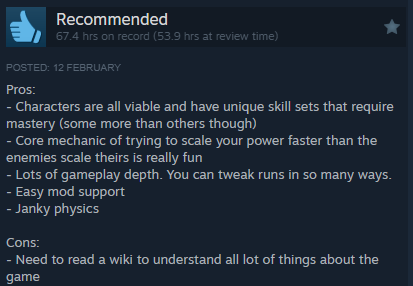 Recommended
67.4 hrs on record (53.9 hrs at review time)
POSTED: 12 FEBRUARY
Pros:
- Characters are all viable and have unique skill sets that require
mastery (some more than others though)
- Core mechanic of trying to scale your power faster than the
enemies scale theirs is really fun
- Lots of gameplay depth. You can tweak runs in so many ways.
- Easy mod support
- Janky physics
Cons:
- Need to read a wiki to understand all lot of things about the
game